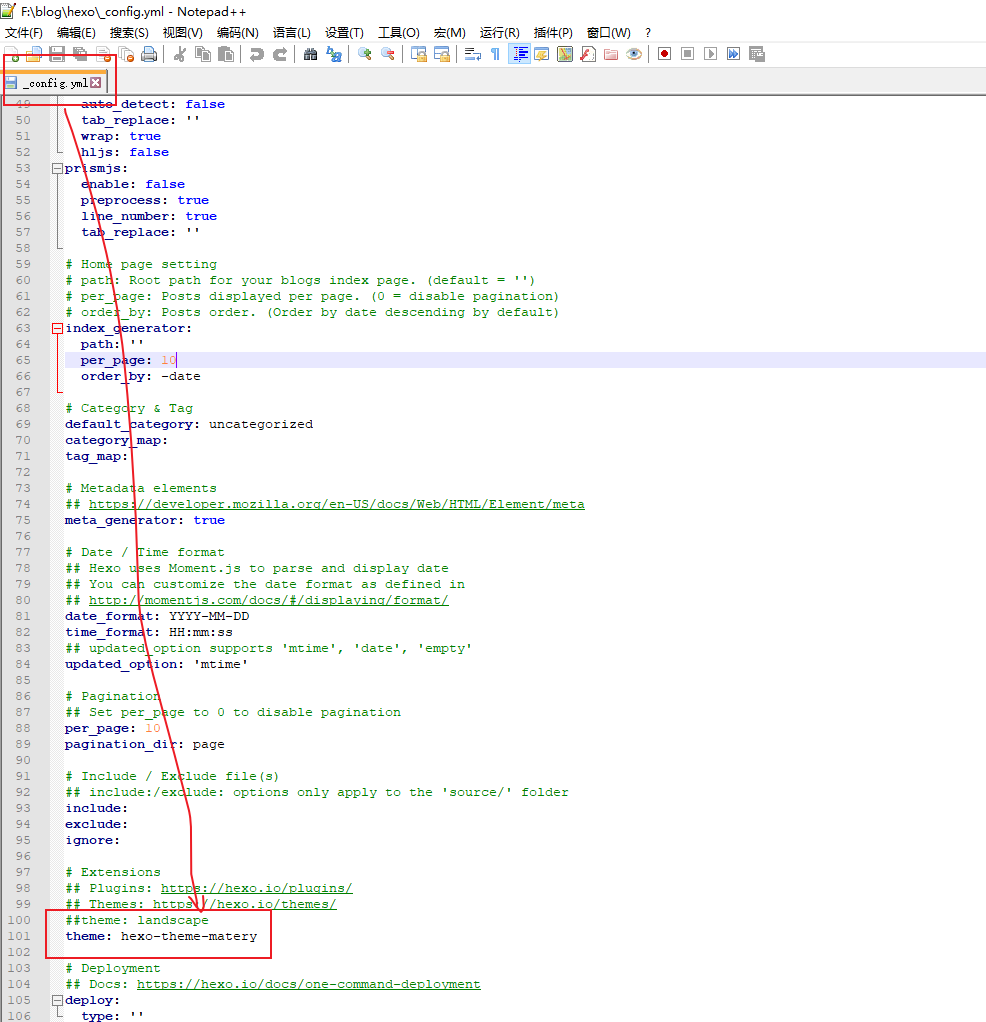 F:\blog\hexo\_config.yml - Notepad++
文件(F) 编辑(E) 搜索(S) 视图(V) 编码(N) 语言(L) 设置(T) 工具(O) 宏(M) 运行(R) 插件(P) 窗口(W) ?
_config.yml
49 auto_detect: false
50 tab_replace: ''
51 wrap: true
52 hljs: false
53 prismjs:
54 enable: false
55 preprocess: true
56 line_number: true
57 tab_replace: ''
58
59 # Home page setting
60 # path: Root path for your blogs index page. (default = '')
61 # per_page: Posts displayed per page. (0 = disable pagination)
62 # order_by: Posts order. (Order by date descending by default)
63 index_generator:
64 path: ''
65 per_page: 10
66 order_by: -date
67
68 # Category & Tag
69 default_category: uncategorized
70 category_map:
71 tag_map:
72
73 # Metadata elements
74 ## https://developer.mozilla.org/en-US/docs/Web/HTML/Element/meta
75 meta_generator: true
76
77 # Date / Time format
78 ## Hexo uses Moment.js to parse and display date
79 ## You can customize the date format as defined in
80 ## http://momentjs.com/docs/#/displaying/format/
81 date_format: YYYY-MM-DD
82 time_format: HH:mm:ss
83 ## updated_option supports 'mtime', 'date', 'empty'
84 updated_option: 'mtime'
85
86 # Pagination
87 ## Set per_page to 0 to disable pagination
88 per_page: 10
89 pagination_dir: page
90
91 # Include / Exclude file(s)
92 ## include:/exclude: options only apply to the 'source/' folder
93 include:
94 exclude:
95 ignore:
96
97 # Extensions
98 ## Plugins: https://hexo.io/plugins/
99 ## Themes: https://hexo.io/themes/
100 ##theme: landscape
101 theme: hexo-theme-matery
102
103 # Deployment
104 ## Docs: https://hexo.io/docs/one-command-deployment
105 deploy:
106 type: ''